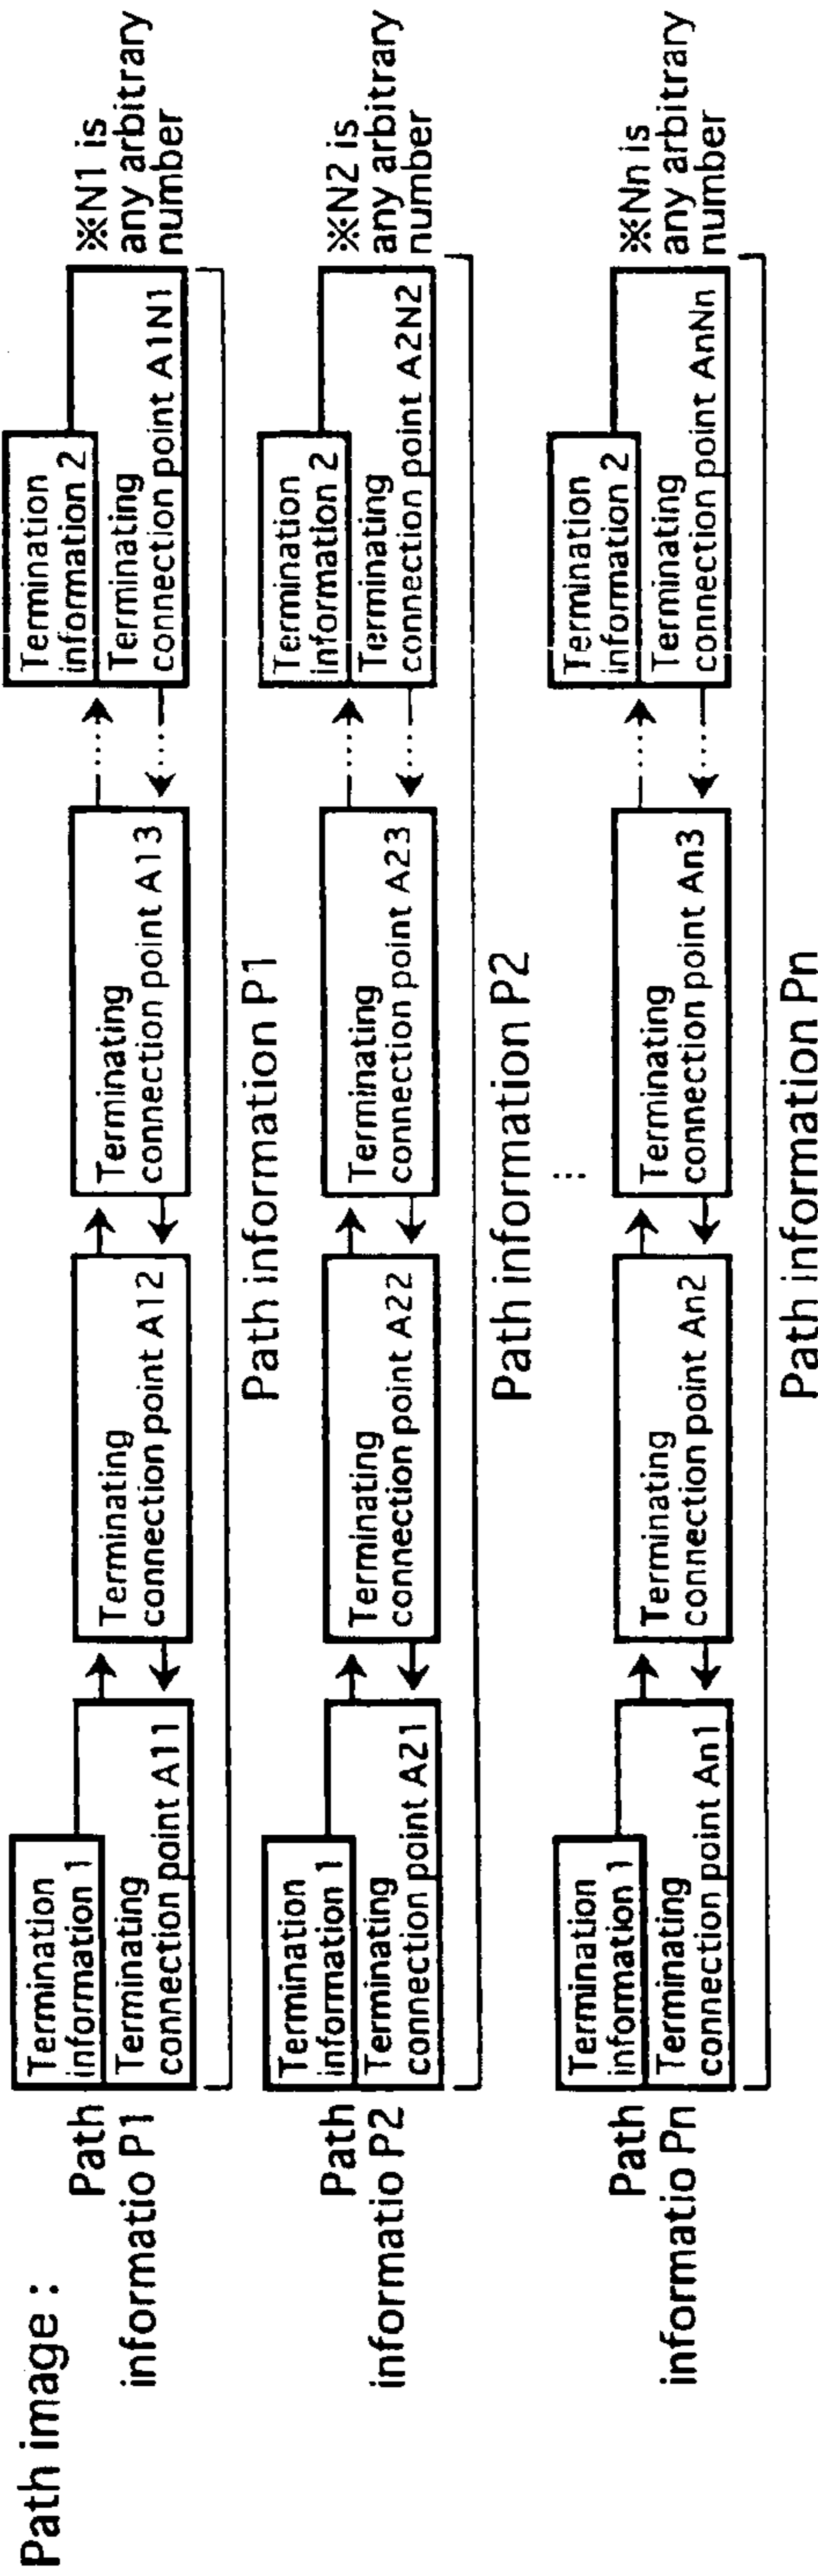 Path image :
Path
informatio P1
Termination
information 1
Terminating
connection point A11
Terminating
connection point A12
Terminating
connection point A13
Termination
information 2
Terminating
connection point A1N1
※N1 is
any arbitrary
number
Path information P1
Path
informatio P2
Termination
information 1
Terminating
connection point A21
Terminating
connection point A22
Terminating
connection point A23
Termination
information 2
Terminating
connection point A2N2
※N2 is
any arbitrary
number
Path information P2
Path
informatio Pn
Termination
information 1
Terminating
connection point An1
Terminating
connection point An2
Terminating
connection point An3
Termination
information 2
Terminating
connection point AnNn
※Nn is
any arbitrary
number
Path information Pn